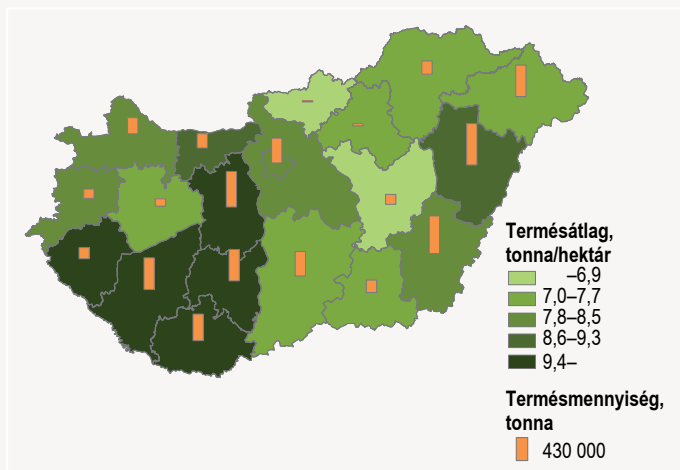 Termésátlag,
tonna/hektár
–6,9
7,0–7,7
7,8–8,5
8,6–9,3
9,4–
Termésmennyiség,
tonna
430 000